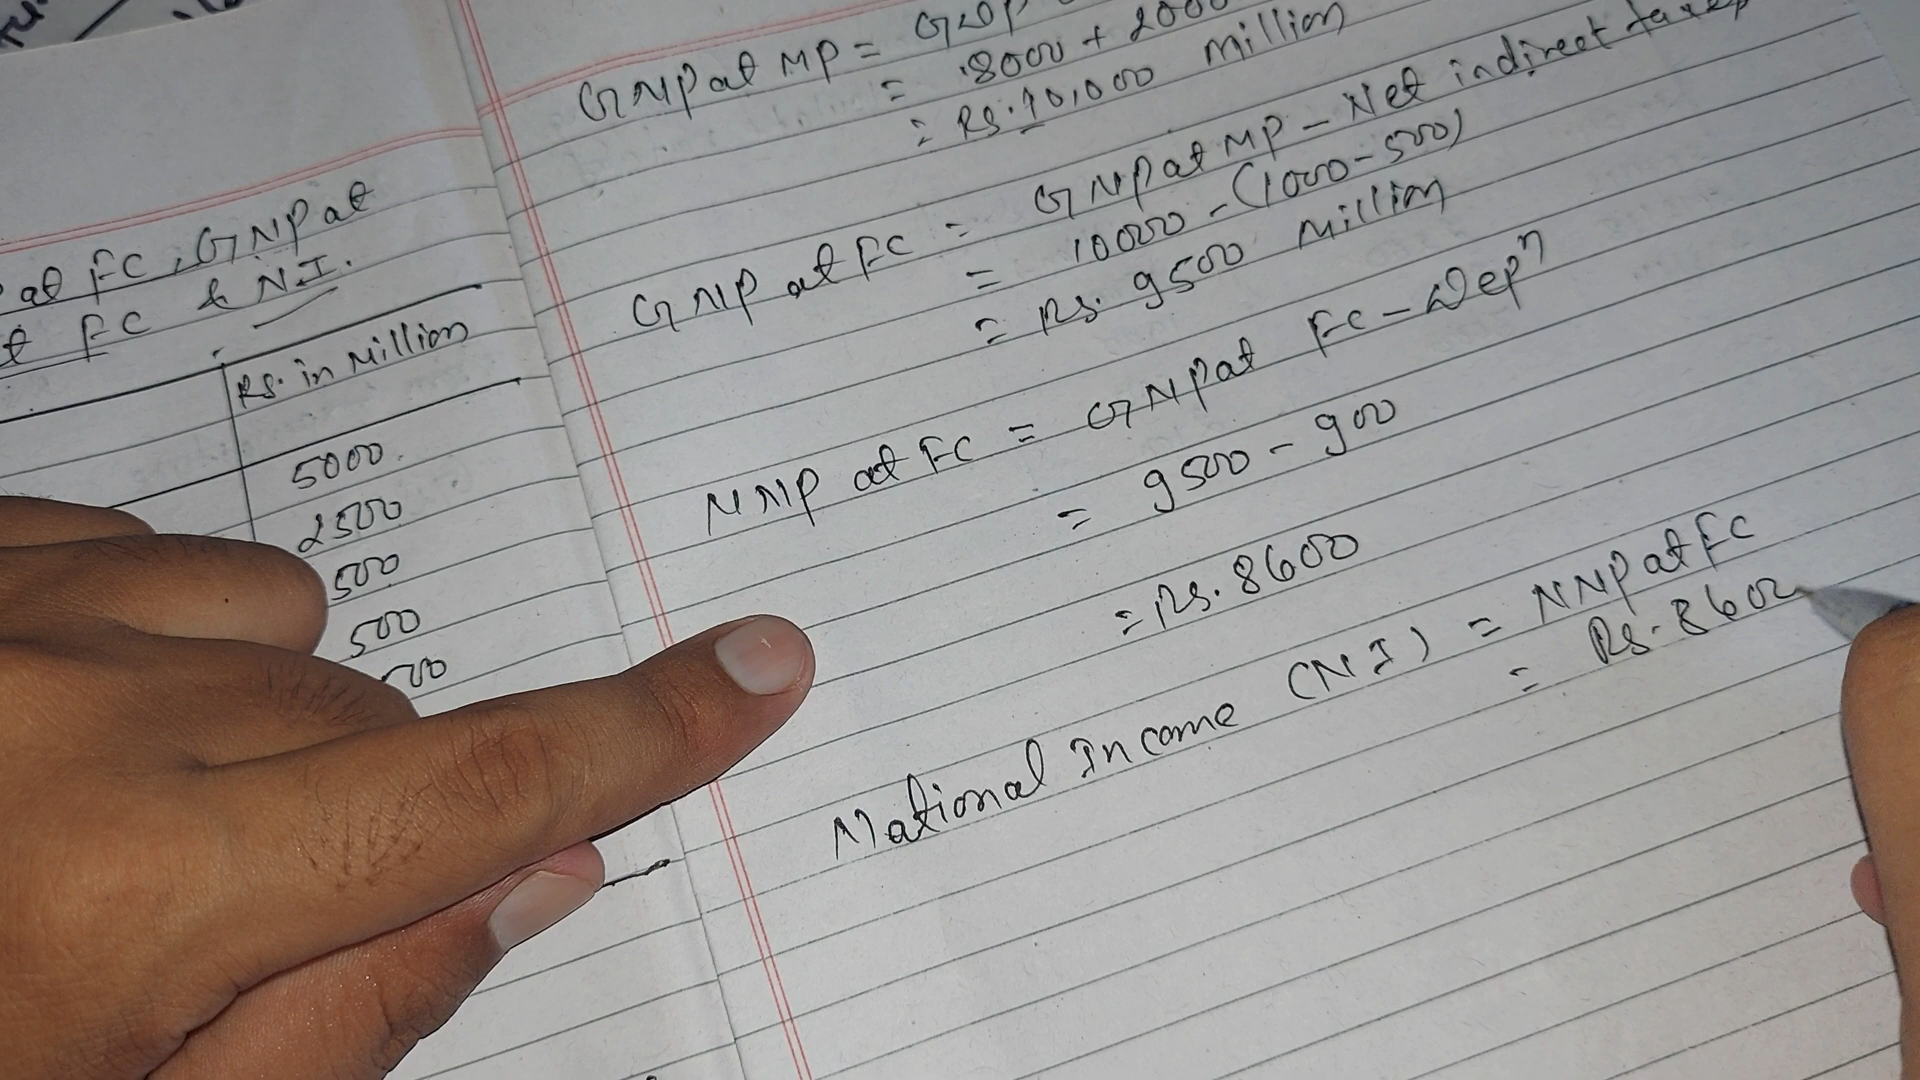 at FC, GNP at
FC & NI.
Rs. in Million
5000
2500
500
500
GNP at MP = GDP
= 8000 + 2000
= Rs. 10,000 Million
GNP at FC = GNP at MP - Net indirect taxes
= 10000 - (1000 - 500)
= Rs. 9500 Million
NNP at FC = GNP at FC - Depⁿ
= 9500 - 900
= Rs. 8600
National Income (NI) = NNP at FC
= Rs. 8600